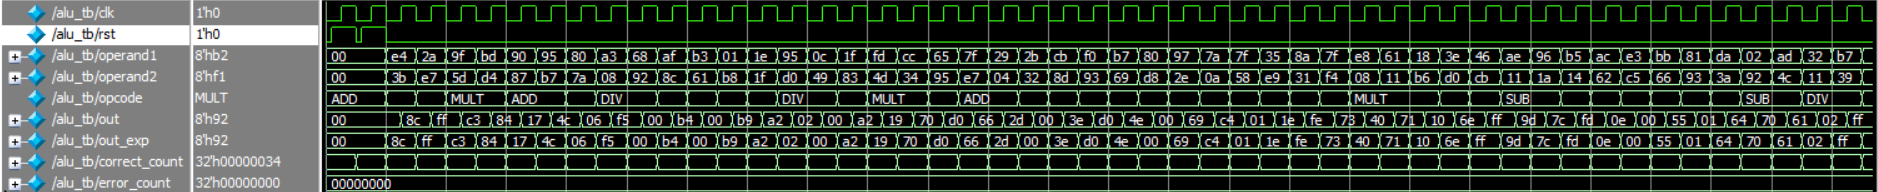 /alu_tb/clk 1'h0
/alu_tb/rst 1'h0
/alu_tb/operand1 8'hb2 00 e4 2a 9f bd 90 95 80 a3 68 af b3 01 1e 95 0c 1f fd cc 65 7f 29 2b cb f0 b7 80 97 7a 7f 35 8a 7f e8 61 18 3e 46 ae 96 b5 ac e3 bb 81 da 02 ad 32 b7
/alu_tb/operand2 8'hf1 00 3b e7 5d d4 87 b7 7a 08 92 8c 61 b8 1f d0 49 83 4d 34 95 e7 04 32 8d 93 69 d8 2e 0a 58 e9 31 f4 08 11 b6 d0 cb 11 1a 14 62 c5 66 93 3a 92 4c 11 39
/alu_tb/opcode MULT ADD MULT ADD DIV DIV MULT ADD MULT SUB SUB DIV
/alu_tb/out 8'h92 00 8c ff c3 84 17 4c 06 f5 00 b4 00 b9 a2 02 00 a2 19 70 d0 66 2d 00 3e d0 4e 00 69 c4 01 1e fe 73 40 71 10 6e ff 9d 7c fd 0e 00 55 01 64 70 61 02 ff
/alu_tb/out_exp 8'h92 00 8c ff c3 84 17 4c 06 f5 00 b4 00 b9 a2 02 00 a2 19 70 d0 66 2d 00 3e d0 4e 00 69 c4 01 1e fe 73 40 71 10 6e ff 9d 7c fd 0e 00 55 01 64 70 61 02 ff
/alu_tb/correct_count 32'h00000034
/alu_tb/error_count 32'h00000000 00000000